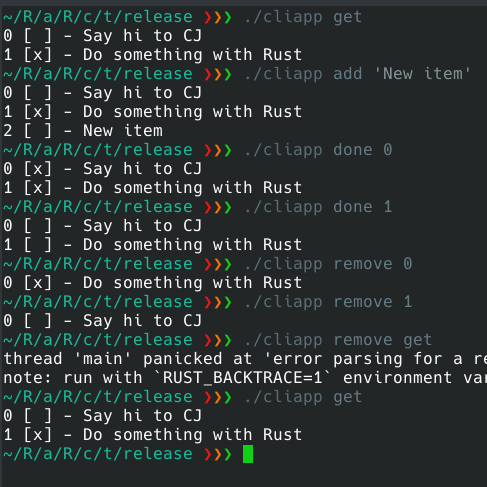 ~/R/a/R/c/t/release ❯❯❯ ./cliapp get
0 [ ] – Say hi to CJ
1 [x] – Do something with Rust
~/R/a/R/c/t/release ❯❯❯ ./cliapp add 'New item'
0 [ ] – Say hi to CJ
1 [x] – Do something with Rust
2 [ ] – New item
~/R/a/R/c/t/release ❯❯❯ ./cliapp done 0
0 [x] – Say hi to CJ
1 [x] – Do something with Rust
~/R/a/R/c/t/release ❯❯❯ ./cliapp done 1
0 [ ] – Say hi to CJ
1 [ ] – Do something with Rust
~/R/a/R/c/t/release ❯❯❯ ./cliapp remove 0
0 [x] – Do something with Rust
~/R/a/R/c/t/release ❯❯❯ ./cliapp remove 1
0 [ ] – Say hi to CJ
~/R/a/R/c/t/release ❯❯❯ ./cliapp remove get
thread 'main' panicked at 'error parsing for a re
note: run with `RUST_BACKTRACE=1` environment var
~/R/a/R/c/t/release ❯❯❯ ./cliapp get
0 [ ] – Say hi to CJ
1 [x] – Do something with Rust
~/R/a/R/c/t/release ❯❯❯